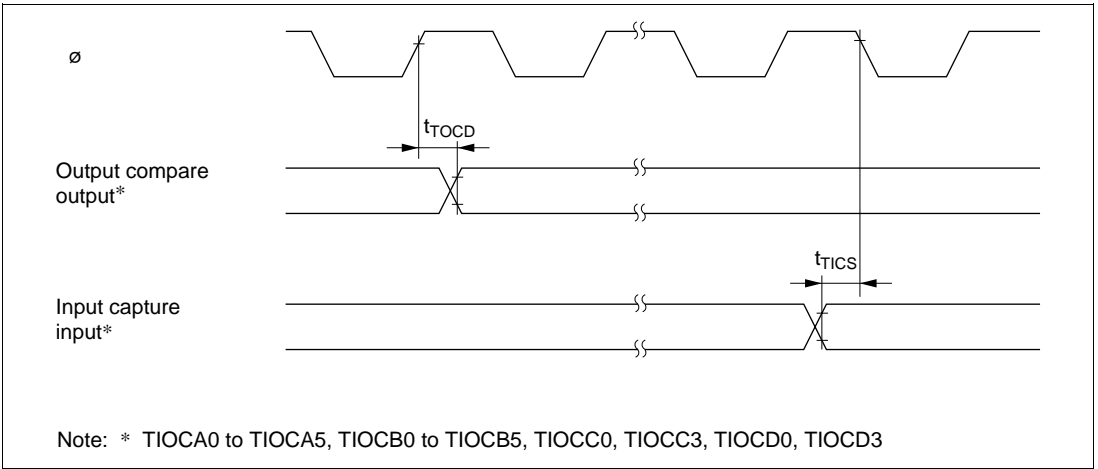 ø
tTOCD
Output compare
output*
tTICS
Input capture
input*
Note: * TIOCA0 to TIOCA5, TIOCB0 to TIOCB5, TIOCC0, TIOCC3, TIOCD0, TIOCD3